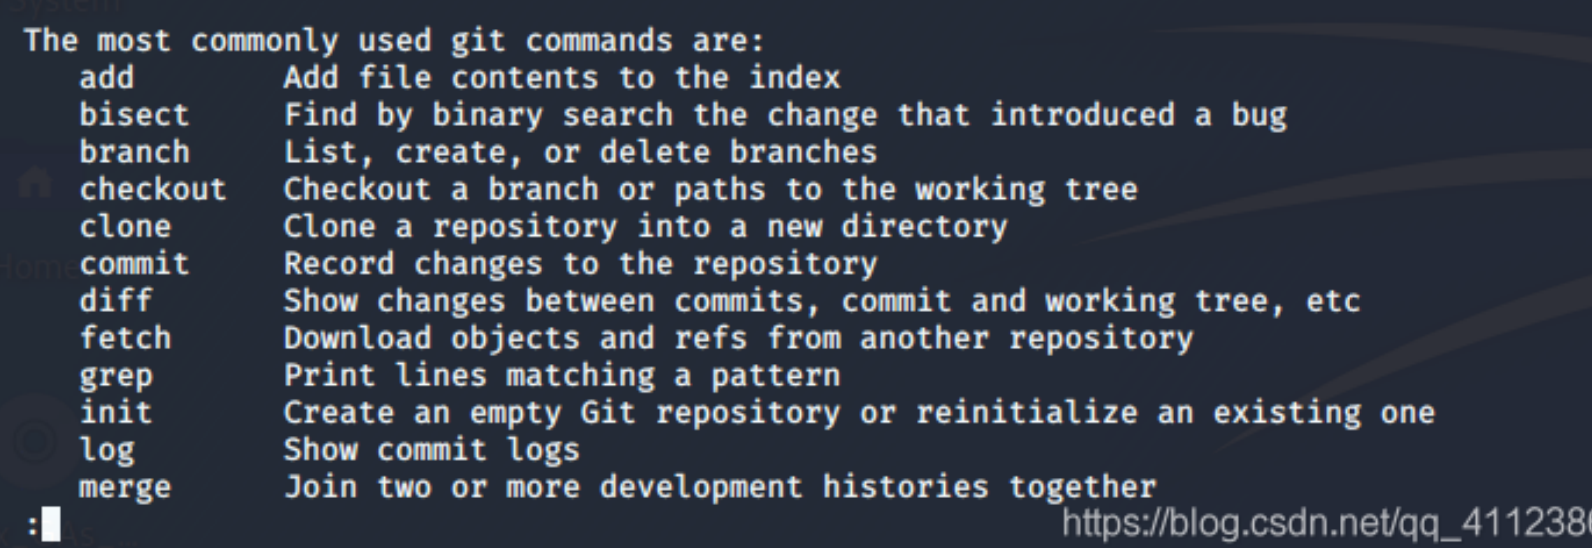 System
The most commonly used git commands are:
   add        Add file contents to the index
   bisect     Find by binary search the change that introduced a bug
   branch     List, create, or delete branches
   checkout   Checkout a branch or paths to the working tree
   clone      Clone a repository into a new directory
Home
   commit     Record changes to the repository
   diff       Show changes between commits, commit and working tree, etc
   fetch      Download objects and refs from another repository
   grep       Print lines matching a pattern
   init       Create an empty Git repository or reinitialize an existing one
   log        Show commit logs
   merge      Join two or more development histories together
:
https://blog.csdn.net/qq_4112386